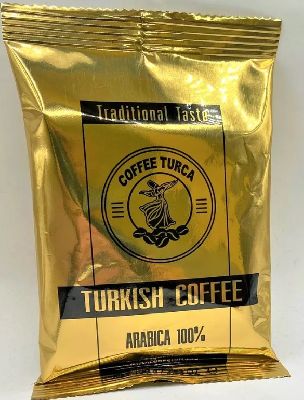 Traditional Taste
COFFEE TURCA
TURKISH COFFEE
ARABICA 100%